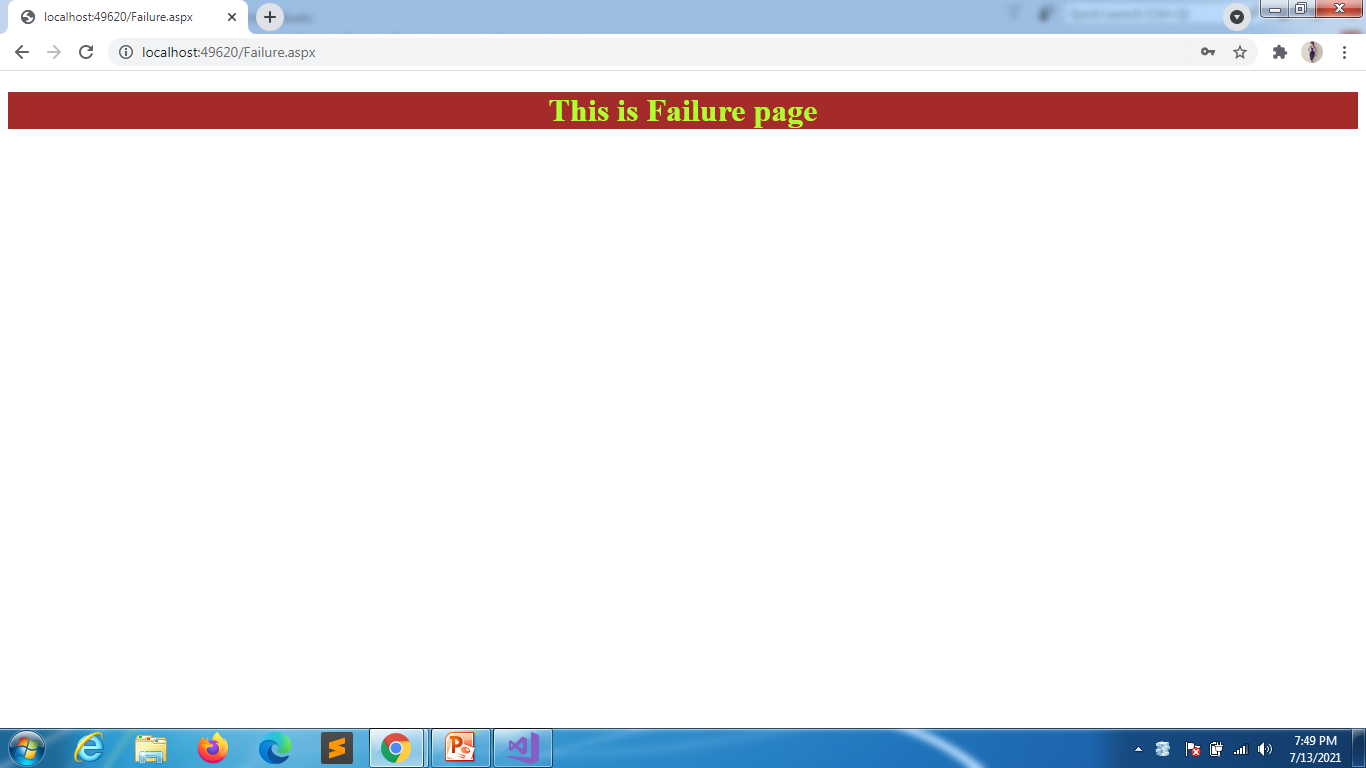 localhost:49620/Failure.aspx
localhost:49620/Failure.aspx
This is Failure page
7:49 PM
7/13/2021